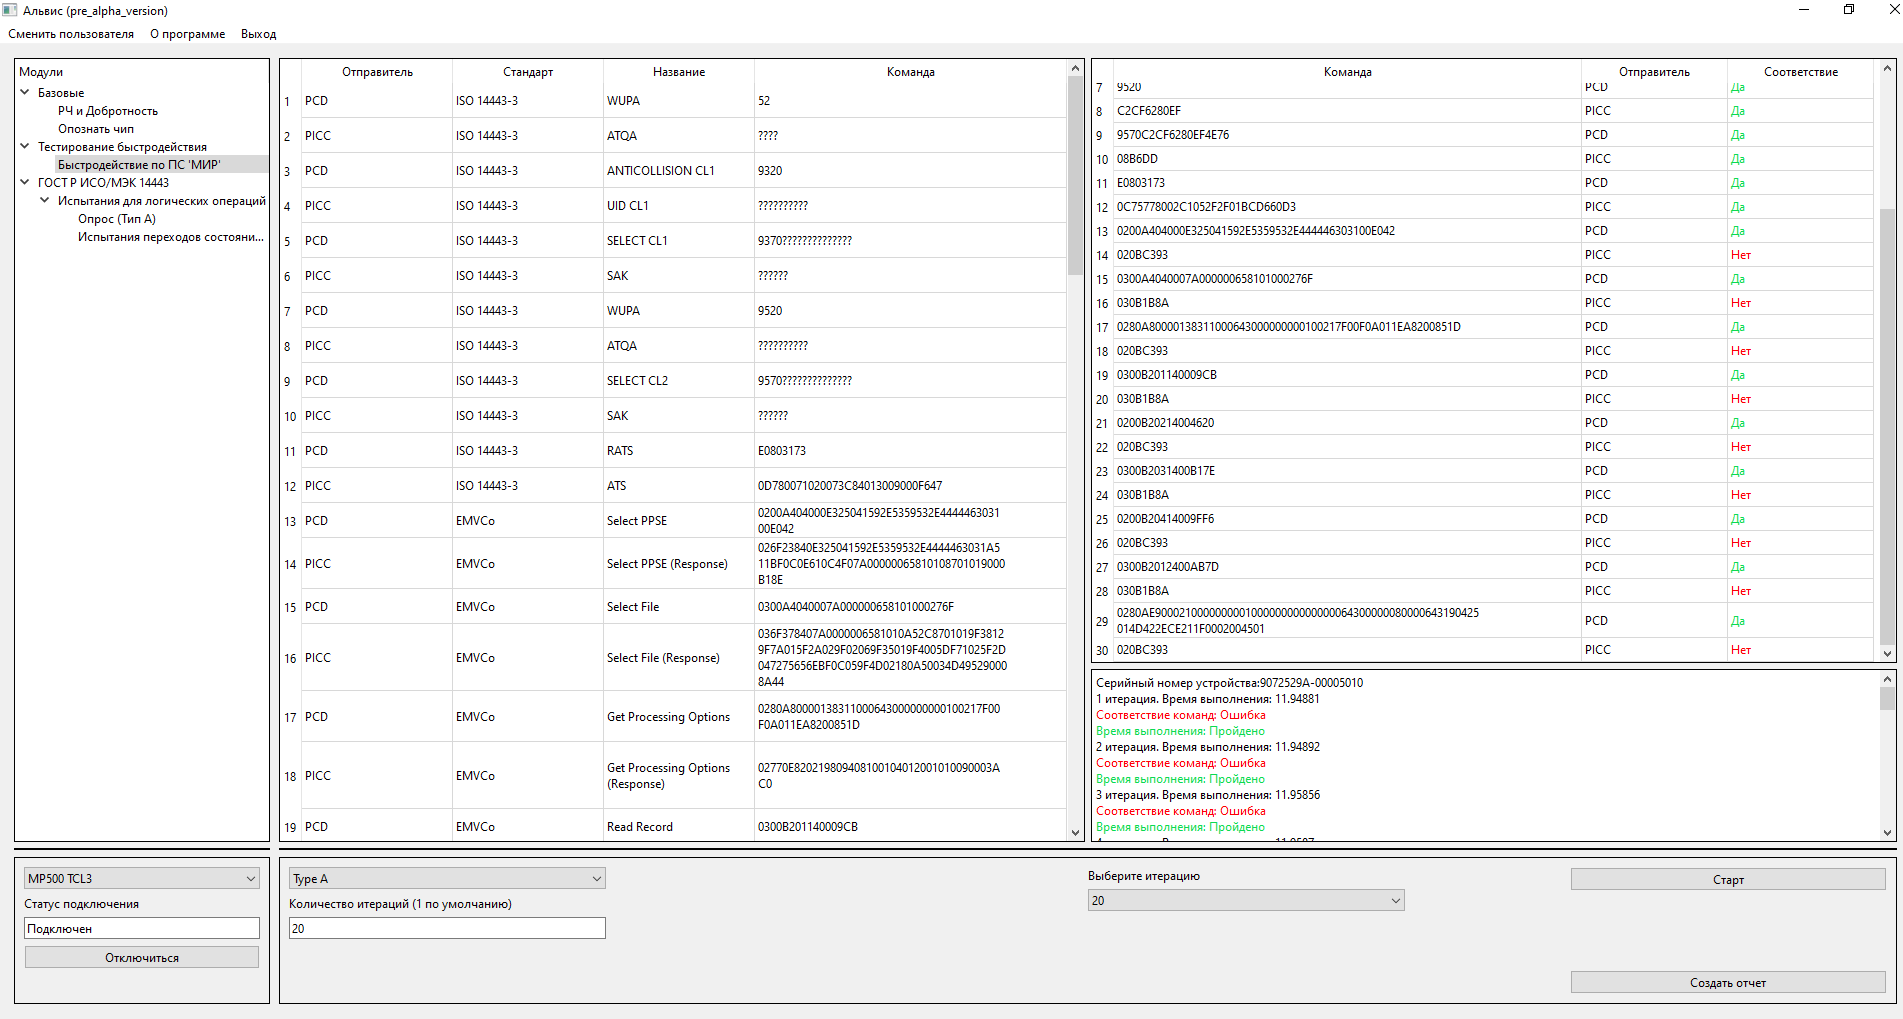 Альвис (pre_alpha_version)
Сменить пользователя О программе Выход
Модули
Базовые
РЧ и Добротность
Опознать чип
Тестирование быстродействия
Быстродействие по ПС 'МИР'
ГОСТ Р ИСО/МЭК 14443
Испытания для логических операций
Опрос (Тип А)
Испытания переходов состояни...
Отправитель Стандарт Название Команда
1 PCD ISO 14443-3 WUPA 52
2 PICC ISO 14443-3 ATQA ????
3 PCD ISO 14443-3 ANTICOLLISION CL1 9320
4 PICC ISO 14443-3 UID CL1 ??????????
5 PCD ISO 14443-3 SELECT CL1 9370??????????????
6 PICC ISO 14443-3 SAK ??????
7 PCD ISO 14443-3 WUPA 9520
8 PICC ISO 14443-3 ATQA ??????????
9 PCD ISO 14443-3 SELECT CL2 9570??????????????
10 PICC ISO 14443-3 SAK ??????
11 PCD ISO 14443-3 RATS E0803173
12 PICC ISO 14443-3 ATS 0D780071020073C84013009000F647
13 PCD EMVCo Select PPSE 0200A404000E325041592E5359532E4444463031
00E042
14 PICC EMVCo Select PPSE (Response) 026F23840E325041592E5359532E4444463031A5
11BF0C0E610C4F07A00000065810108701019000
B18E
15 PCD EMVCo Select File 0300A4040007A000000658101000276F
16 PICC EMVCo Select File (Response) 036F378407A0000006581010A52C8701019F3812
9F7A015F2A029F02069F35019F4005DF71025F2D
047275656EBF0C059F4D02180A50034D49529000
8A44
17 PCD EMVCo Get Processing Options 0280A80000138311000643000000000100217F00
F0A011EA8200851D
18 PICC EMVCo Get Processing Options
(Response) 02770E820219809408100104012001010090003A
C0
19 PCD EMVCo Read Record 0300B201140009CB
Команда Отправитель Соответствие
7 9520 PCD Да
8 C2CF6280EF PICC Да
9 9570C2CF6280EF4E76 PCD Да
10 08B6DD PICC Да
11 E0803173 PCD Да
12 0C75778002C1052F2F01BCD660D3 PICC Да
13 0200A404000E325041592E5359532E444446303100E042 PCD Да
14 020BC393 PICC Нет
15 0300A4040007A000000658101000276F PCD Да
16 030B1B8A PICC Нет
17 0280A80000138311000643000000000100217F00F0A011EA8200851D PCD Да
18 020BC393 PICC Нет
19 0300B201140009CB PCD Да
20 030B1B8A PICC Нет
21 0200B20214004620 PCD Да
22 020BC393 PICC Нет
23 0300B2031400B17E PCD Да
24 030B1B8A PICC Нет
25 0200B20414009FF6 PCD Да
26 020BC393 PICC Нет
27 0300B2012400AB7D PCD Да
28 030B1B8A PICC Нет
29 0280AE9000210000000001000000000000000643000000080000643190425
014D422ECE211F0002004501 PCD Да
30 020BC393 PICC Нет
Серийный номер устройства:9072529A-00005010
1 итерация. Время выполнения: 11.94881
Соответствие команд: Ошибка
Время выполнения: Пройдено
2 итерация. Время выполнения: 11.94892
Соответствие команд: Ошибка
Время выполнения: Пройдено
3 итерация. Время выполнения: 11.95856
Соответствие команд: Ошибка
Время выполнения: Пройдено
MP500 TCL3
Статус подключения
Подключен
Отключиться
Type A
Количество итераций (1 по умолчанию)
20
Выберите итерацию
20
Старт
Создать отчет